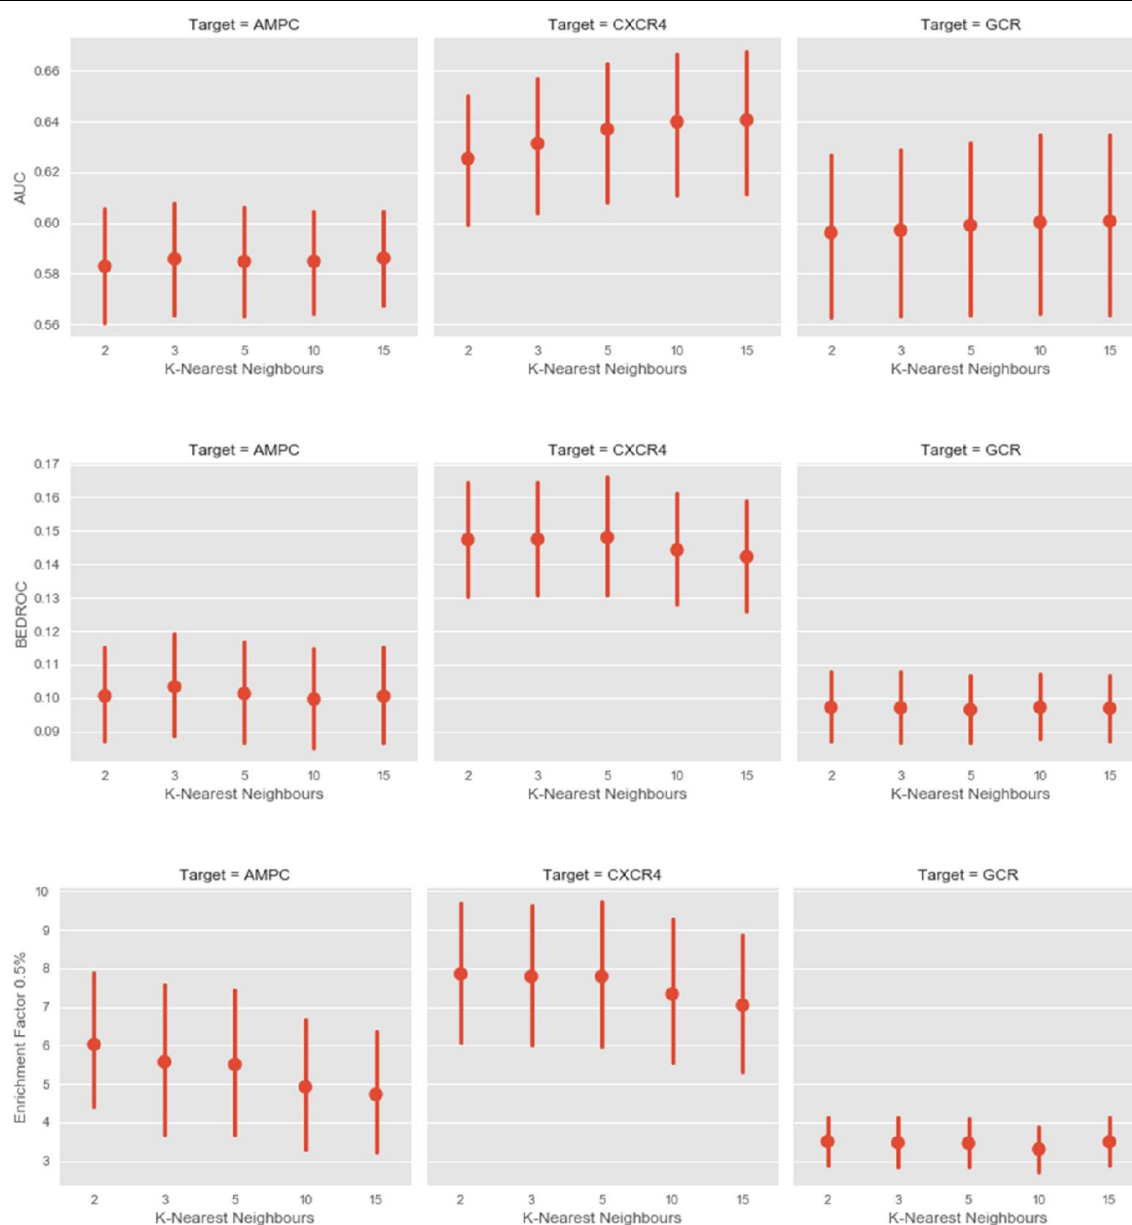 Target = AMPC Target = CXCR4 Target = GCR
AUC
0.66
0.64
0.62
0.60
0.58
0.56
2 3 5 10 15 2 3 5 10 15 2 3 5 10 15
K-Nearest Neighbours K-Nearest Neighbours K-Nearest Neighbours
Target = AMPC Target = CXCR4 Target = GCR
BEDROC
0.17
0.16
0.15
0.14
0.13
0.12
0.11
0.10
0.09
2 3 5 10 15 2 3 5 10 15 2 3 5 10 15
K-Nearest Neighbours K-Nearest Neighbours K-Nearest Neighbours
Target = AMPC Target = CXCR4 Target = GCR
Enrichment Factor 0.5%
10
9
8
7
6
5
4
3
2 3 5 10 15 2 3 5 10 15 2 3 5 10 15
K-Nearest Neighbours K-Nearest Neighbours K-Nearest Neighbours